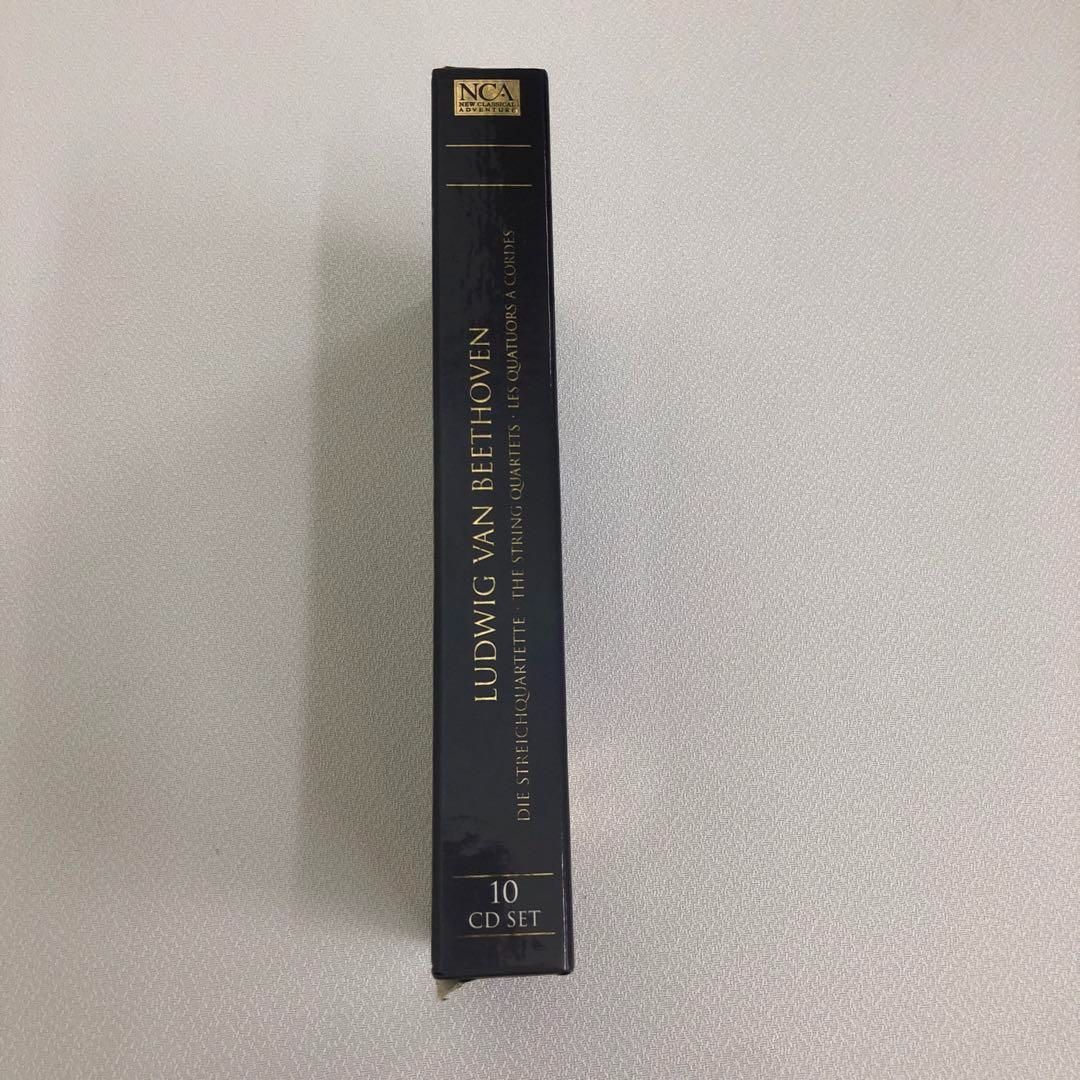 NCA
NEW CLASSICAL
ADVENTURE
LUDWIG VAN BEETHOVEN
DIE STREICHQUARTETTE · THE STRING QUARTETS · LES QUATUORS À CORDES
10
CD SET